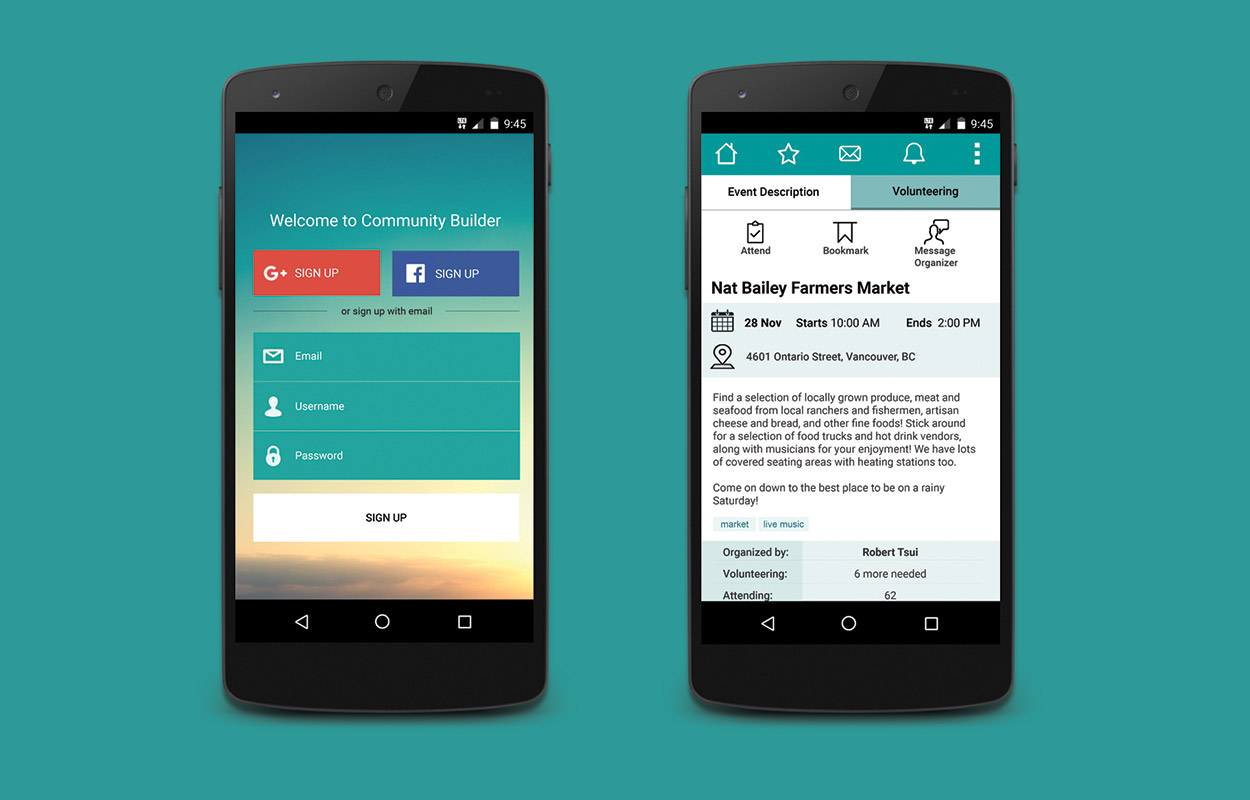 LTE 9:45
Welcome to Community Builder
G+ SIGN UP
f SIGN UP
or sign up with email
Email
Username
Password
SIGN UP
LTE 9:45
Event Description Volunteering
Attend Bookmark Message
Organizer
Nat Bailey Farmers Market
28 Nov Starts 10:00 AM Ends 2:00 PM
4601 Ontario Street, Vancouver, BC
Find a selection of locally grown produce, meat and
seafood from local ranchers and fishermen, artisan
cheese and bread, and other fine foods! Stick around
for a selection of food trucks and hot drink vendors,
along with musicians for your enjoyment! We have lots
of covered seating areas with heating stations too.
Come on down to the best place to be on a rainy
Saturday!
market live music
Organized by: Robert Tsui
Volunteering: 6 more needed
Attending: 62